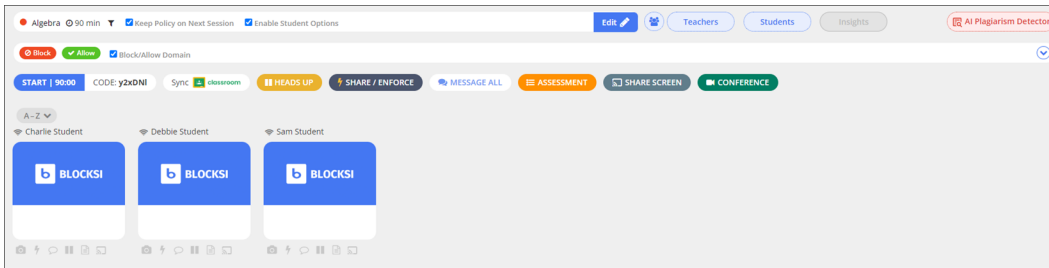 Algebra 90 min Keep Policy on Next Session Enable Student Options Edit Teachers Students Insights AI Plagiarism Detector
Block Allow Block/Allow Domain
START | 90:00 CODE: y2xDNl Sync classroom HEADS UP SHARE / ENFORCE MESSAGE ALL ASSESSMENT SHARE SCREEN CONFERENCE
A-Z
Charlie Student Debbie Student Sam Student
b BLOCKSI b BLOCKSI b BLOCKSI